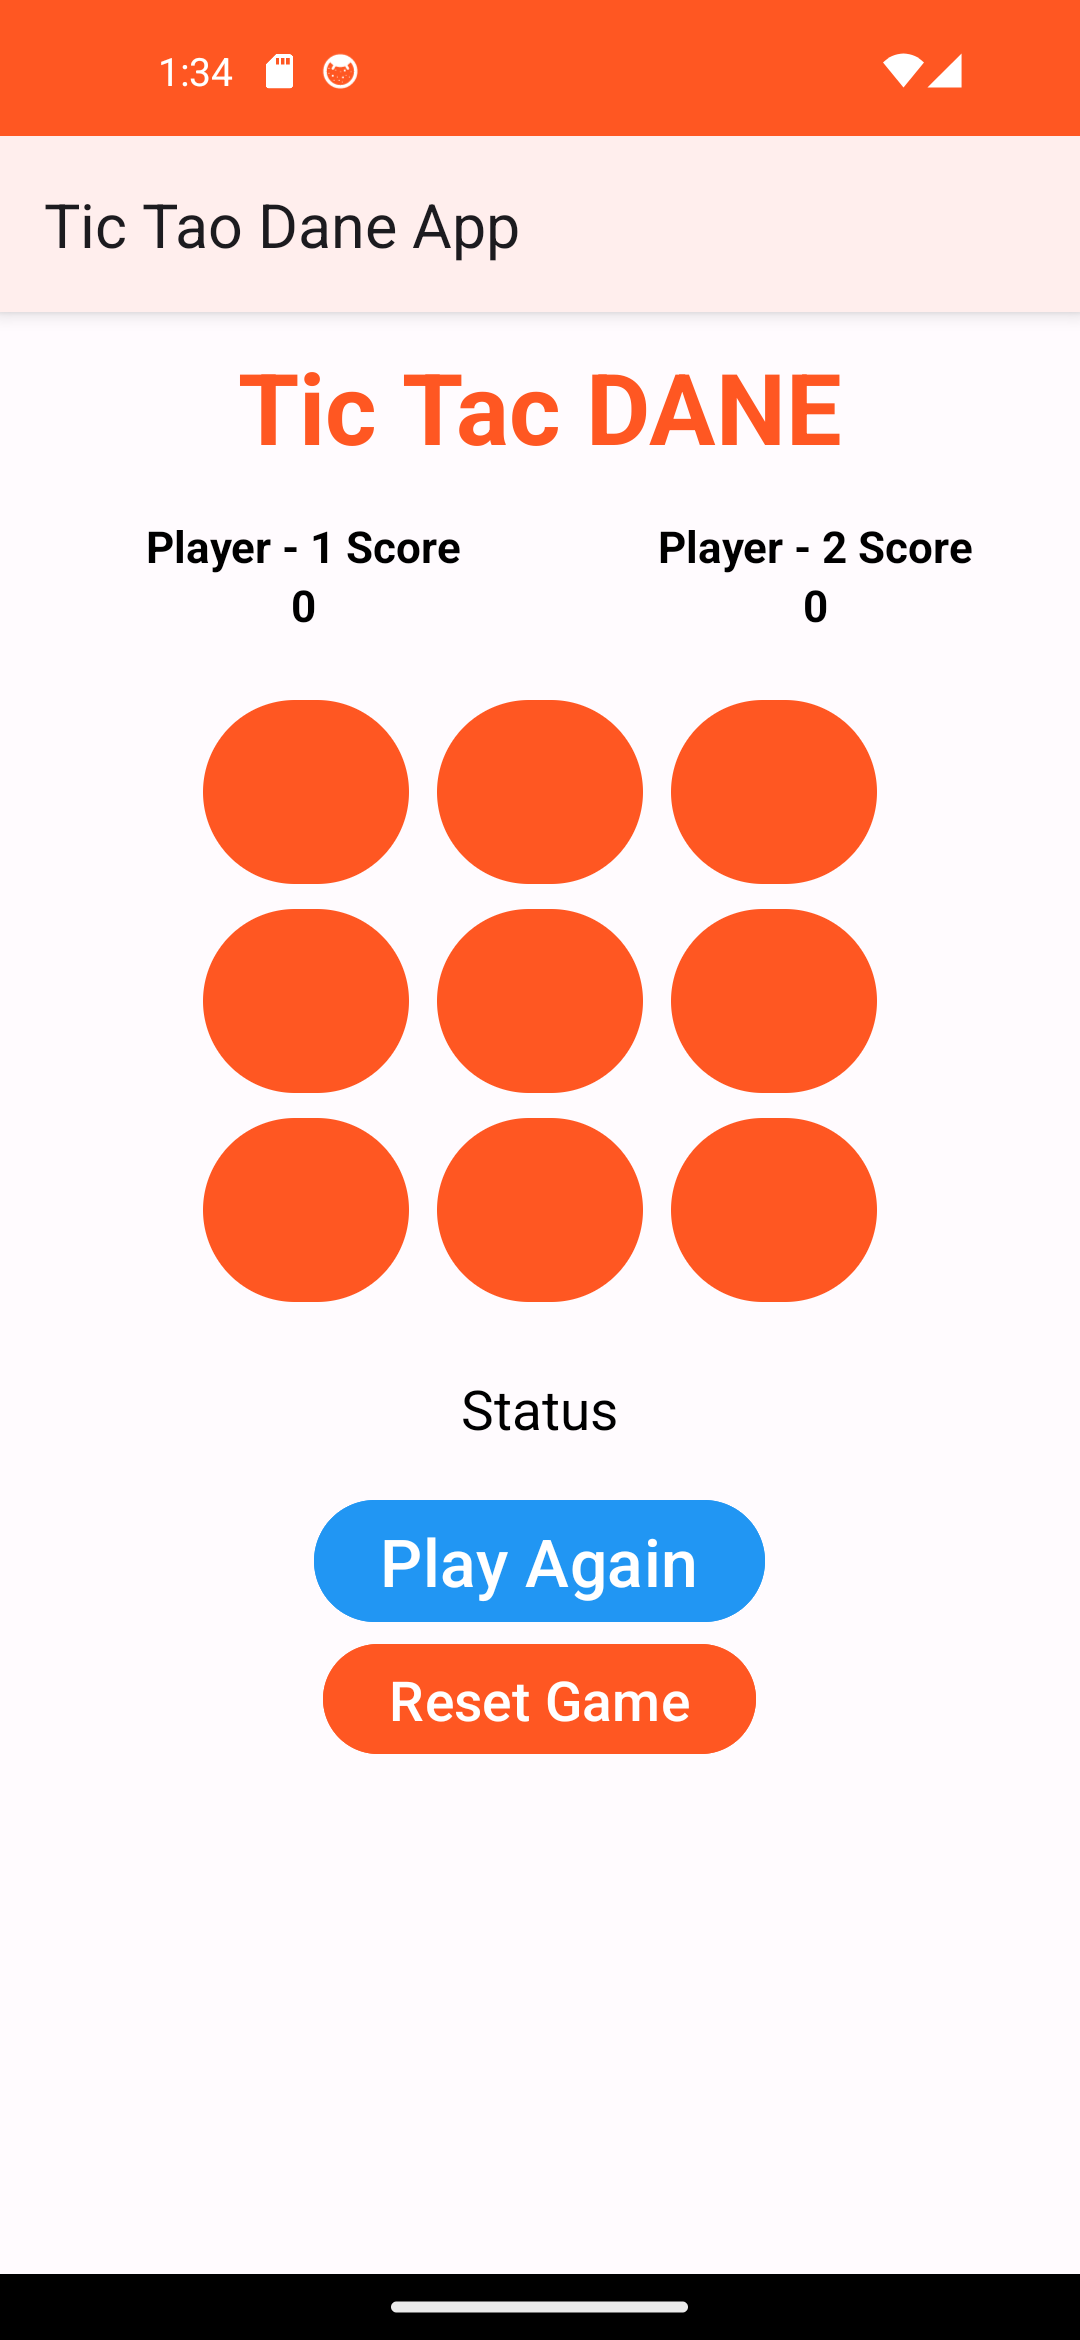 1:34
Tic Tao Dane App
Tic Tac DANE
Player - 1 Score
0
Player - 2 Score
0
Status
Play Again
Reset Game